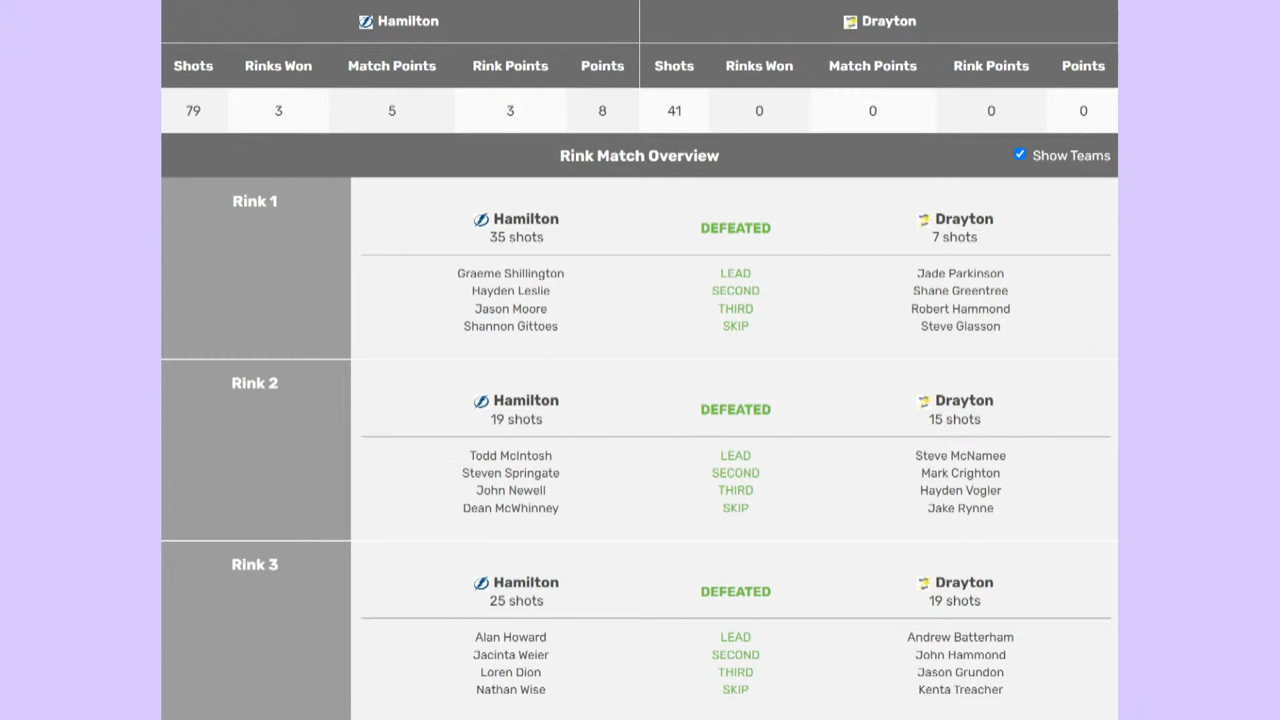 Hamilton Drayton
Shots Rinks Won Match Points Rink Points Points Shots Rinks Won Match Points Rink Points Points
79 3 5 3 8 41 0 0 0 0
Rink Match Overview Show Teams
Rink 1
Hamilton DEFEATED Drayton
35 shots 7 shots
Graeme Shillington LEAD Jade Parkinson
Hayden Leslie SECOND Shane Greentree
Jason Moore THIRD Robert Hammond
Shannon Gittoes SKIP Steve Glasson
Rink 2
Hamilton DEFEATED Drayton
19 shots 15 shots
Todd McIntosh LEAD Steve McNamee
Steven Springate SECOND Mark Crighton
John Newell THIRD Hayden Vogler
Dean McWhinney SKIP Jake Rynne
Rink 3
Hamilton DEFEATED Drayton
25 shots 19 shots
Alan Howard LEAD Andrew Batterham
Jacinta Weier SECOND John Hammond
Loren Dion THIRD Jason Grundon
Nathan Wise SKIP Kenta Treacher